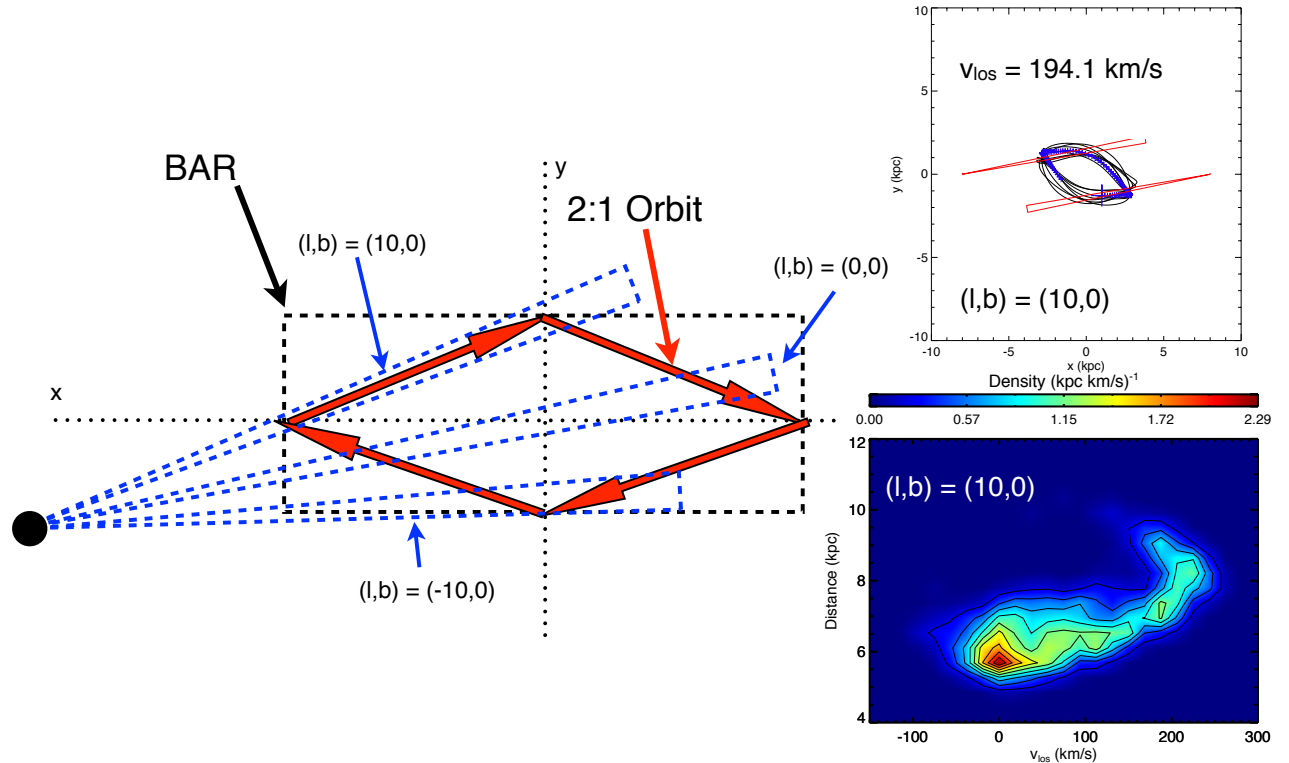 BAR
y
2:1 Orbit
(l,b) = (10,0)
(l,b) = (0,0)
x
(l,b) = (-10,0)
10
5
0
-5
-10
y (kpc)
vlos = 194.1 km/s
(l,b) = (10,0)
-10 -5 0 5 10
x (kpc)
Density (kpc km/s)-1
0.00 0.57 1.15 1.72 2.29
12
10
8
6
4
Distance (kpc)
(l,b) = (10,0)
-100 0 100 200 300
vlos (km/s)